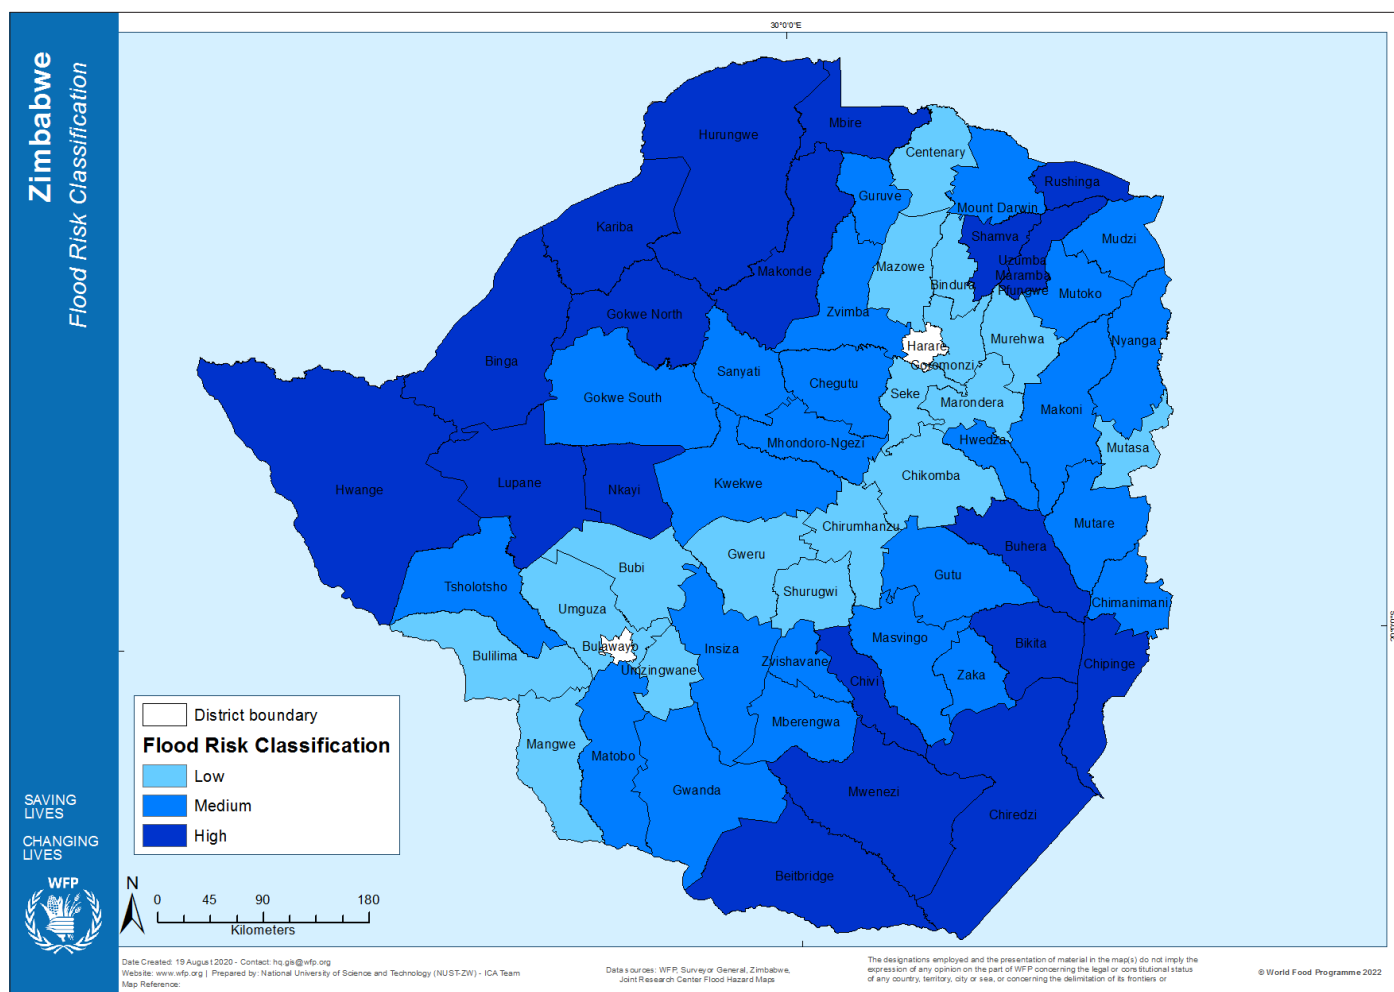 Zimbabwe
Flood Risk Classification
30°0'0"E
Hurungwe
Mbire
Centenary
Guruve
Rushinga
Mount Darwin
Kariba
Shamva
Mudzi
Makonde
Mazowe
Uzumba
Maramba
Pfungwe
Bindura
Mutoko
Gokwe North
Zvimba
Harare
Murehwa
Nyanga
Binga
Sanyati
Goromonzi
Chegutu
Seke
Gokwe South
Marondera
Makoni
Mhondoro-Ngezi
Hwedza
Mutasa
Hwange
Lupane
Nkayi
Kwekwe
Chikomba
Chirumhanzu
Mutare
Buhera
Gweru
Bubi
Gutu
Tsholotsho
Shurugwi
Umguza
Chimanimani
Bulawayo
Insiza
Masvingo
Bikita
Bulilima
Umzingwane
Zvishavane
Chivi
Zaka
Chipinge
Mberengwa
Mangwe
Matobo
Gwanda
Mwenezi
Chiredzi
Beitbridge
District boundary
Flood Risk Classification
Low
Medium
High
SAVING
LIVES
CHANGING
LIVES
WFP
N
0 45 90 180
Kilometers
Date Created: 19 August 2020 - Contact: hq.gis@wfp.org
Website: www.wfp.org | Prepared by: National University of Science and Technology (NUST-ZW) - ICA Team
Map Reference:
Data sources: WFP, Surveyor General, Zimbabwe,
Joint Research Center Flood Hazard Maps
The designations employed and the presentation of material in the map(s) do not imply the
expression of any opinion on the part of WFP concerning the legal or constitutional status
of any country, territory, city or sea, or concerning the delimitation of its frontiers or
© World Food Programme 2022